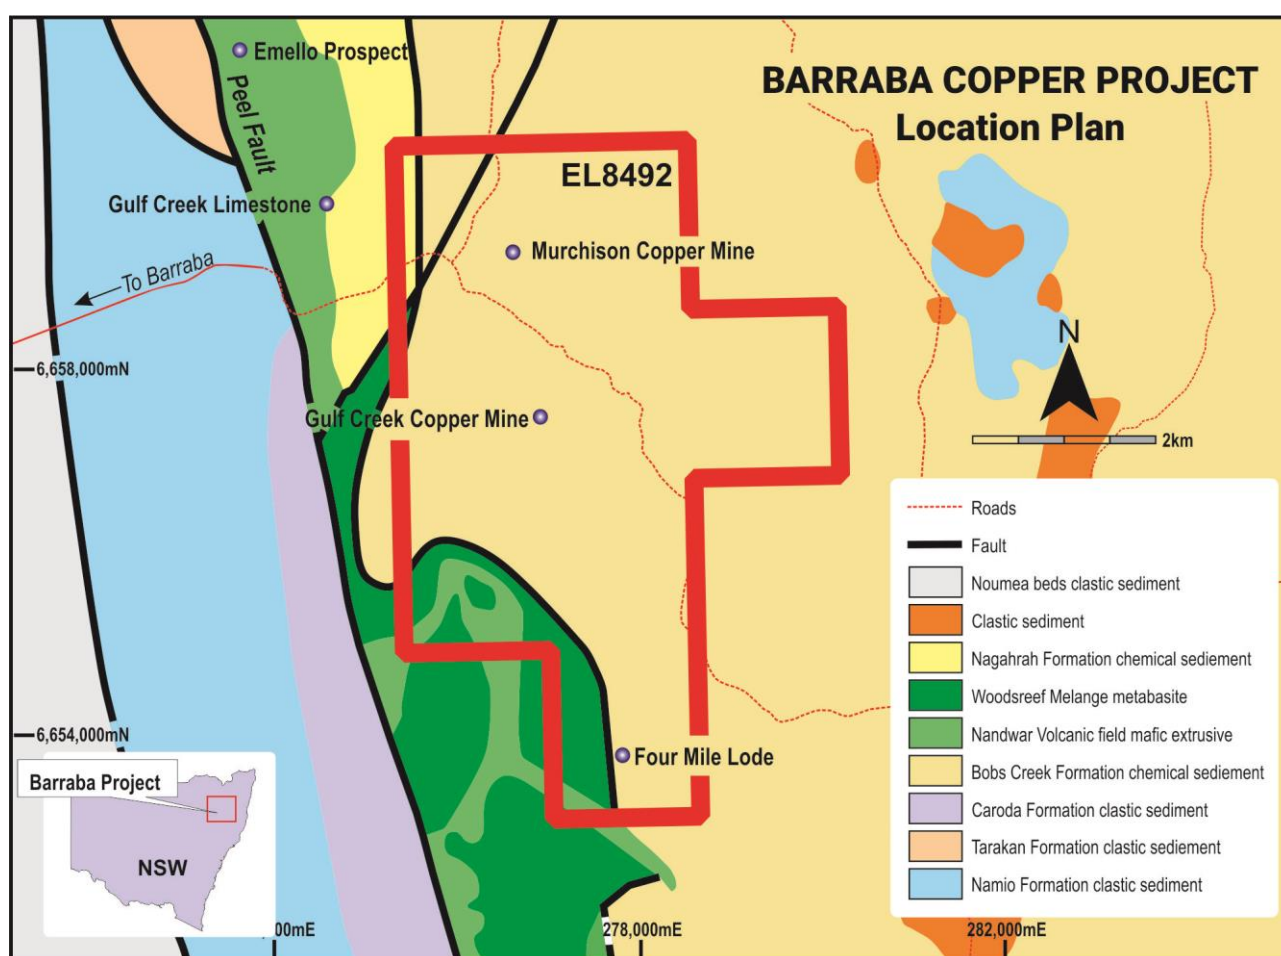 BARRABA COPPER PROJECT
Location Plan
Emello Prospect
Peel Fault
EL8492
Gulf Creek Limestone
Murchison Copper Mine
To Barraba
N
6,658,000mN
Gulf Creek Copper Mine
2km
Roads
Fault
Noumea beds clastic sediment
Clastic sediment
Nagahrah Formation chemical sediement
Woodsreef Melange metabasite
Nandwar Volcanic field mafic extrusive
Bobs Creek Formation chemical sediement
Caroda Formation clastic sediment
Tarakan Formation clastic sediement
Namio Formation clastic sediment
6,654,000mN
Four Mile Lode
Barraba Project
NSW
00mE
278,000mE
282,000mE